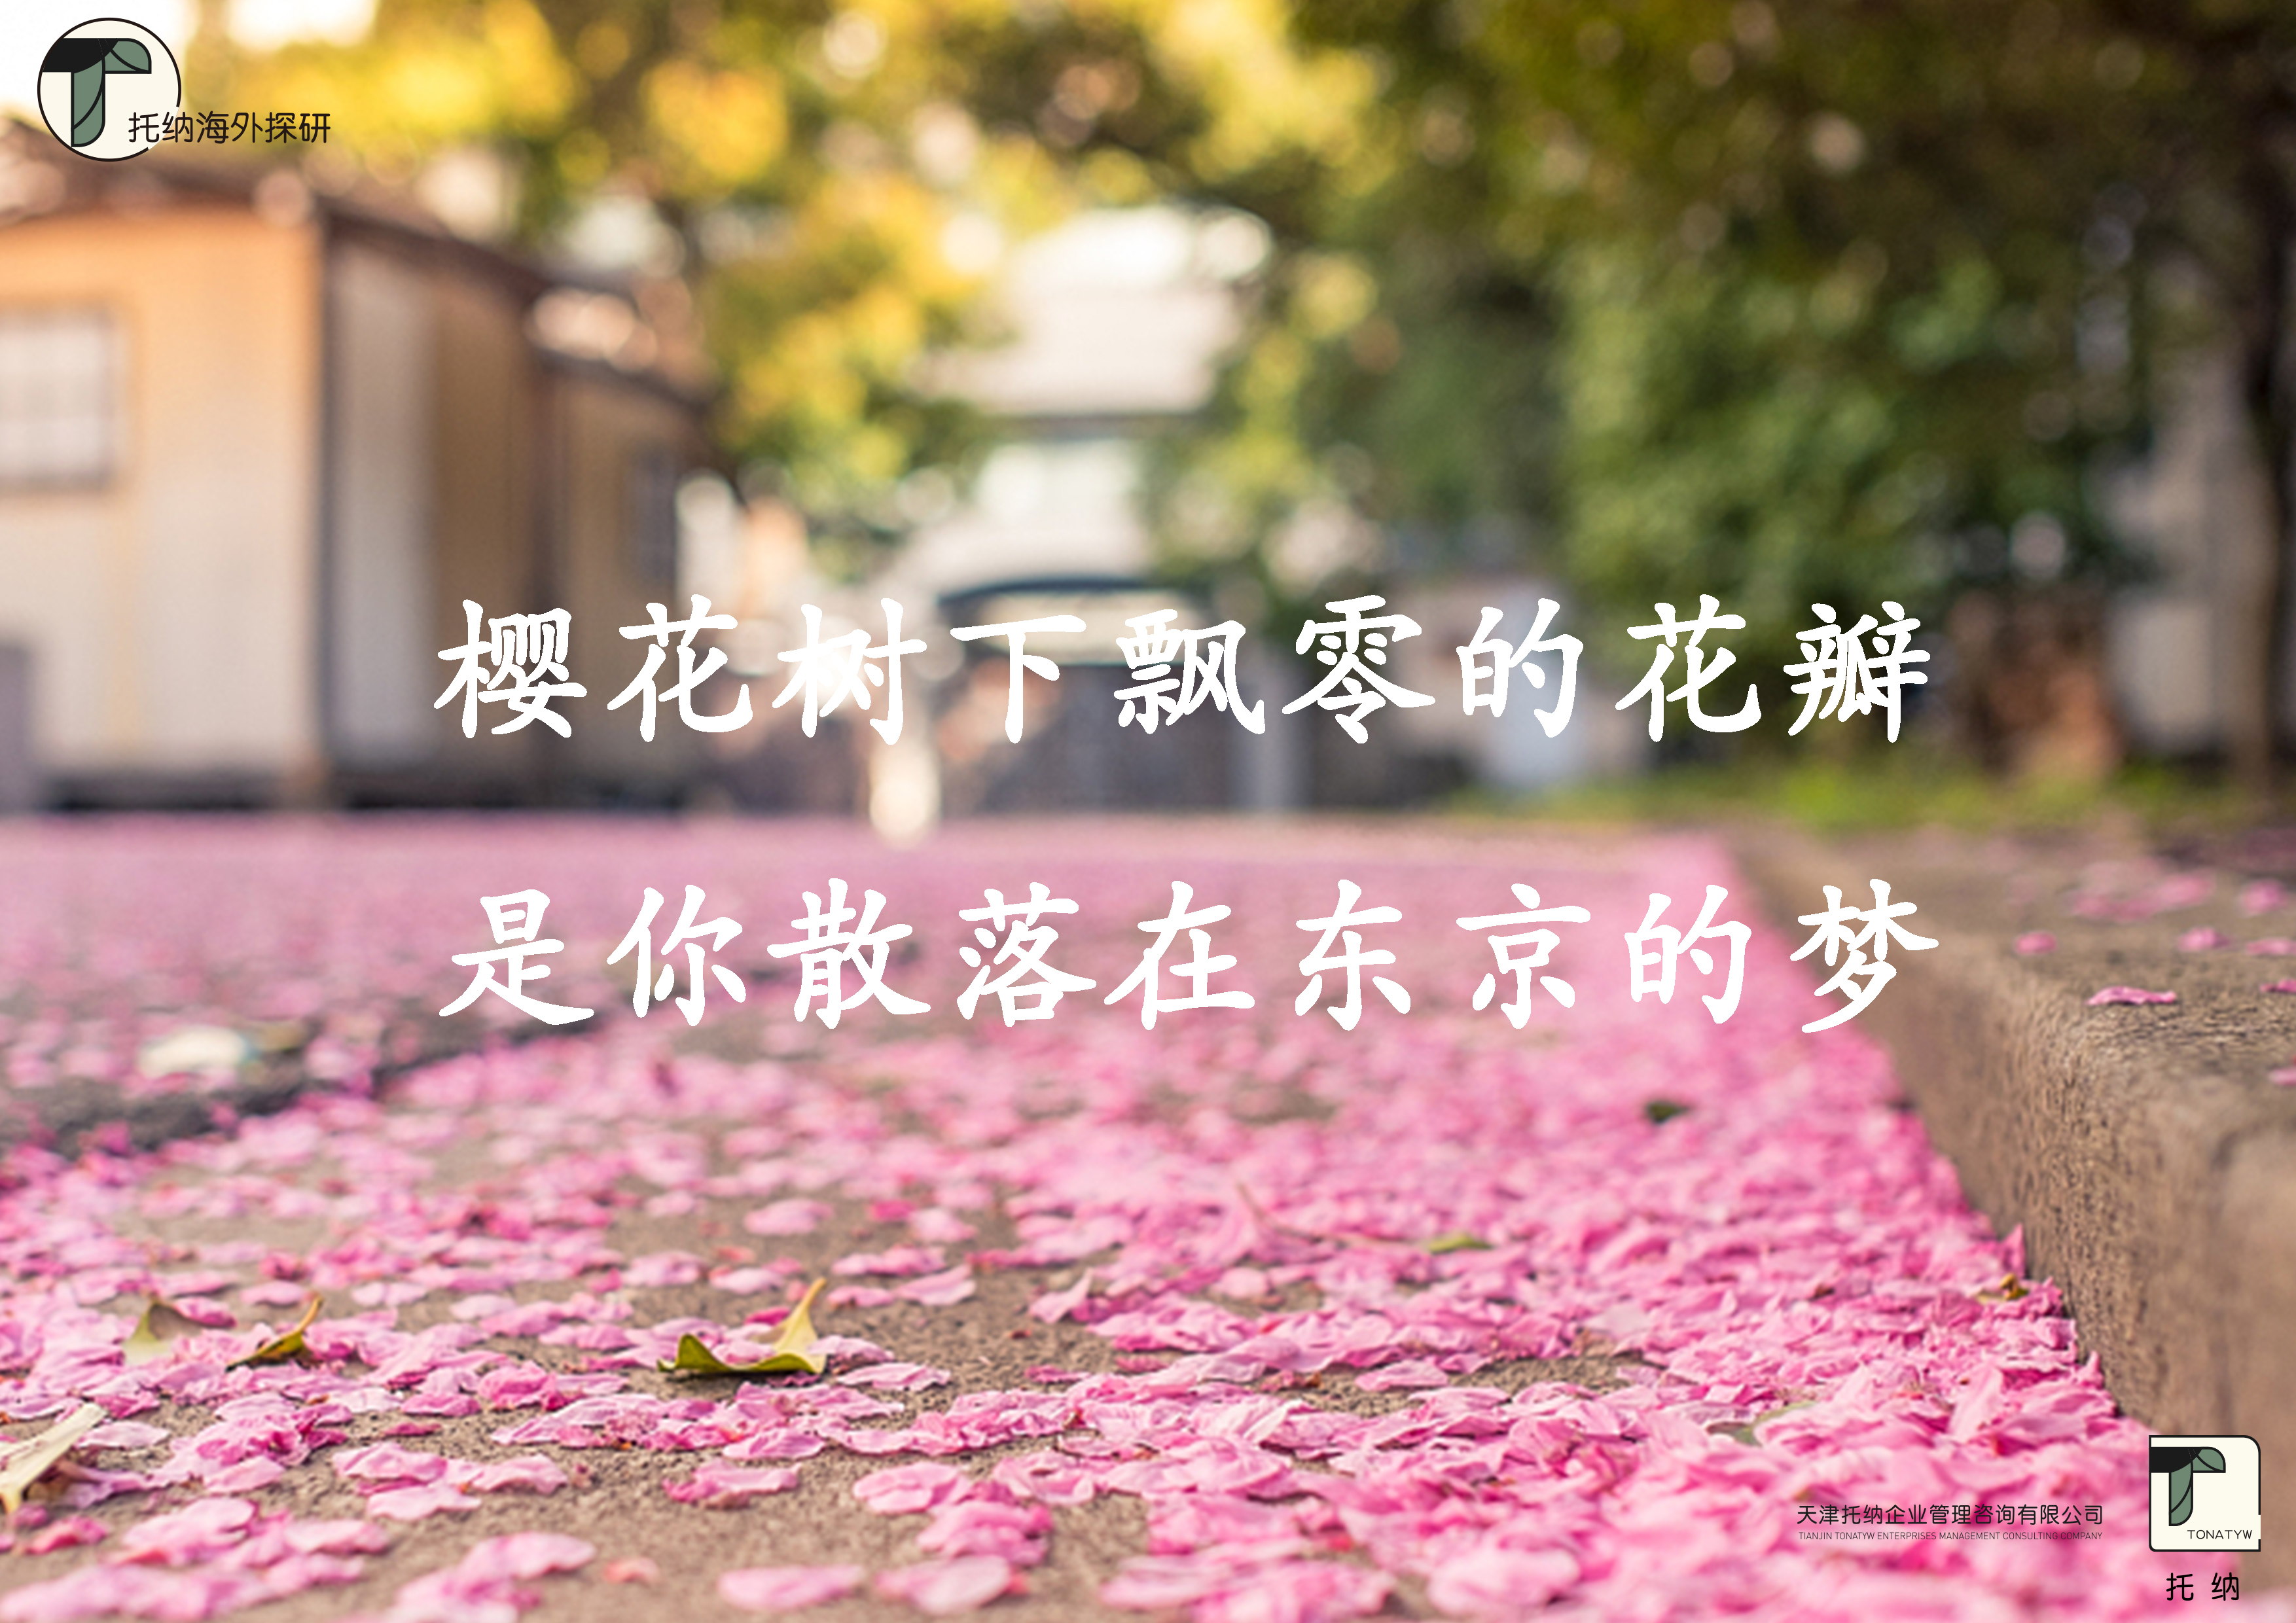 托纳海外探研
樱花树下飘零的花瓣
是你散落在东京的梦
天津托纳企业管理咨询有限公司
TIANJIN TONATYW ENTERPRISES MANAGEMENT CONSULTING COMPANY
TONATYW
托纳